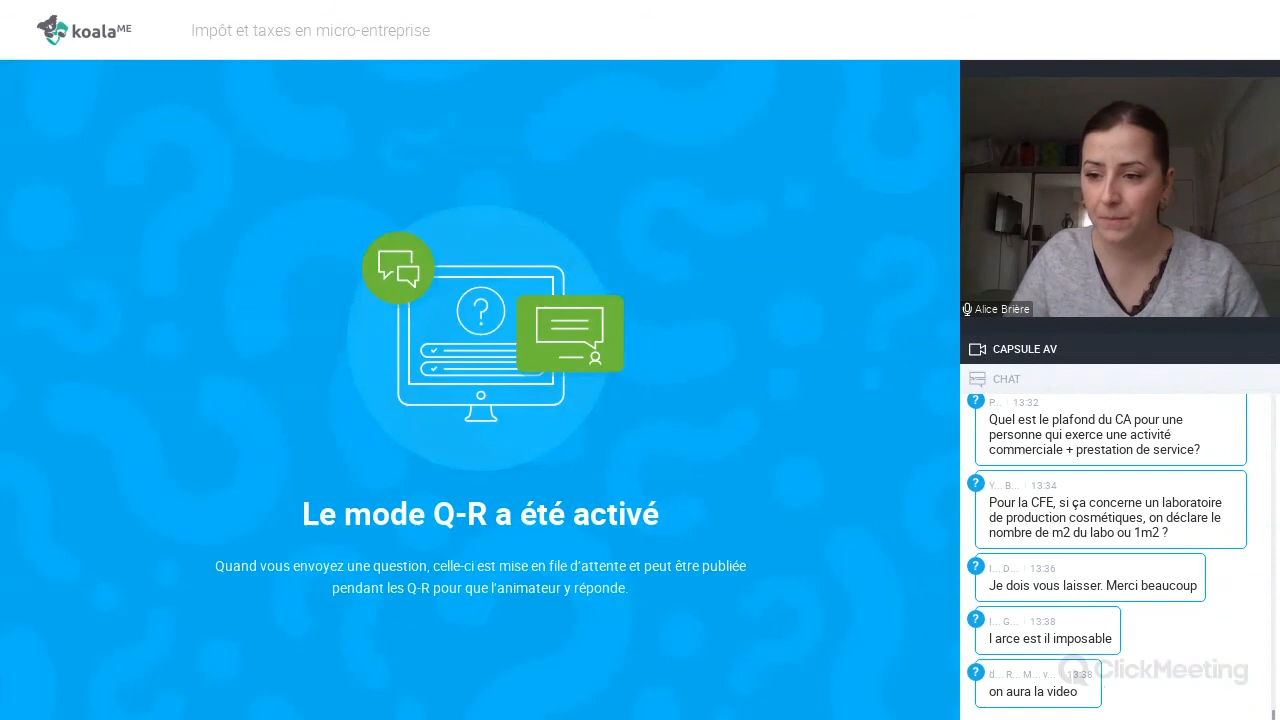 koala ME
Impôt et taxes en micro-entreprise
Le mode Q-R a été activé
Quand vous envoyez une question, celle-ci est mise en file d'attente et peut être publiée
pendant les Q-R pour que l'animateur y réponde.
Alice Brière
CAPSULE AV
CHAT
P... 13:32
Quel est le plafond du CA pour une
personne qui exerce une activité
commerciale + prestation de service?
Y... B... 13:34
Pour la CFE, si ça concerne un laboratoire
de production cosmétiques, on déclare le
nombre de m2 du labo ou 1m2 ?
I... D... 13:36
Je dois vous laisser. Merci beaucoup
I... G... 13:38
l arce est il imposable
d... R... M... v... 13:38
on aura la video
ClickMeeting